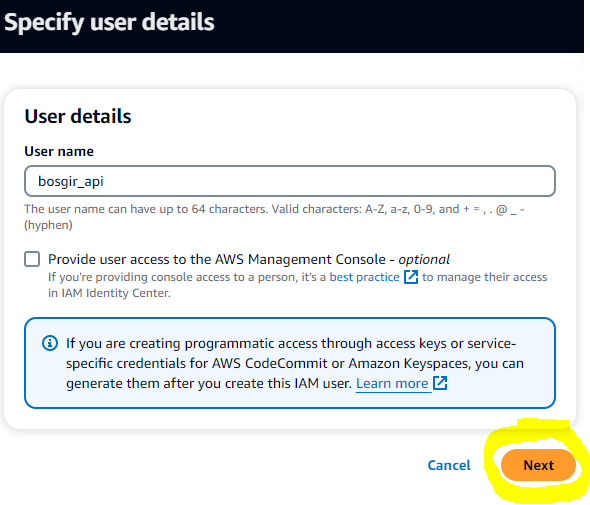 Specify user details
User details
User name
bosgir_api
The user name can have up to 64 characters. Valid characters: A-Z, a-z, 0-9, and + = , . @ _ -
(hyphen)
Provide user access to the AWS Management Console - optional
If you're providing console access to a person, it's a best practice to manage their access
in IAM Identity Center.
If you are creating programmatic access through access keys or service-
specific credentials for AWS CodeCommit or Amazon Keyspaces, you can
generate them after you create this IAM user. Learn more
Cancel
Next